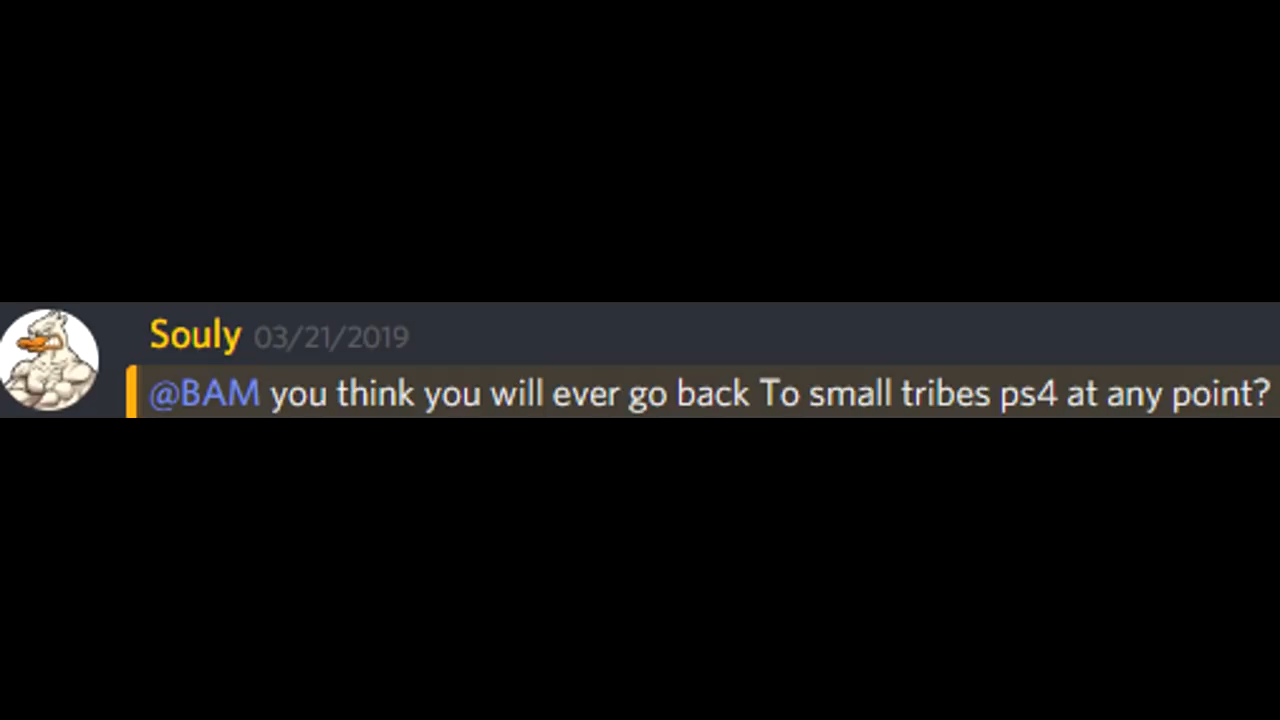 Souly 03/21/2019
@BAM you think you will ever go back To small tribes ps4 at any point?